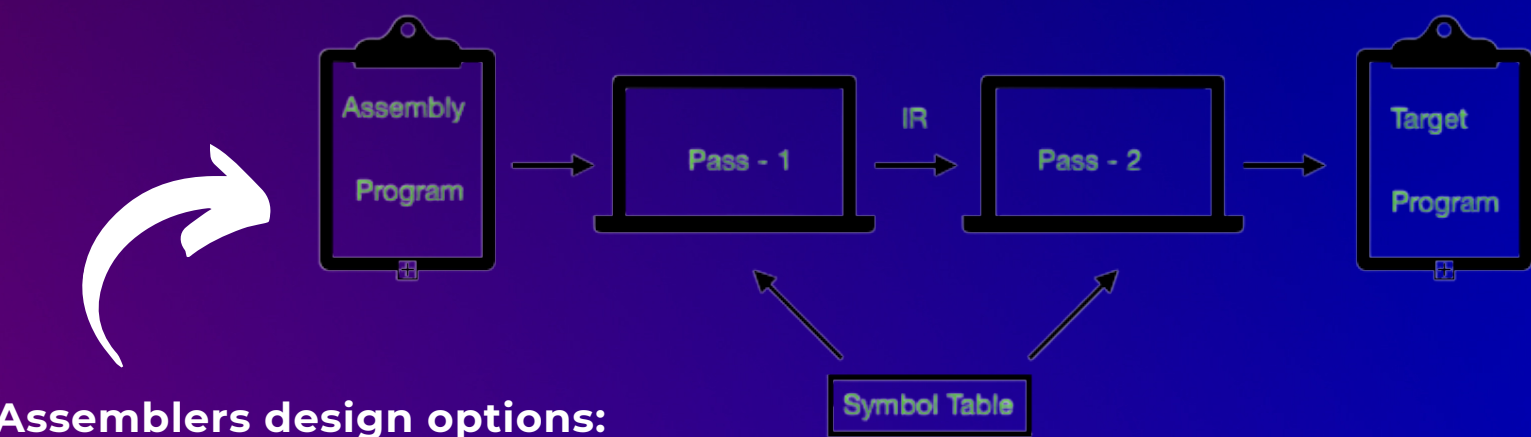 Assembly
Program
Pass - 1
IR
Pass - 2
Target
Program
Symbol Table
Assemblers design options: